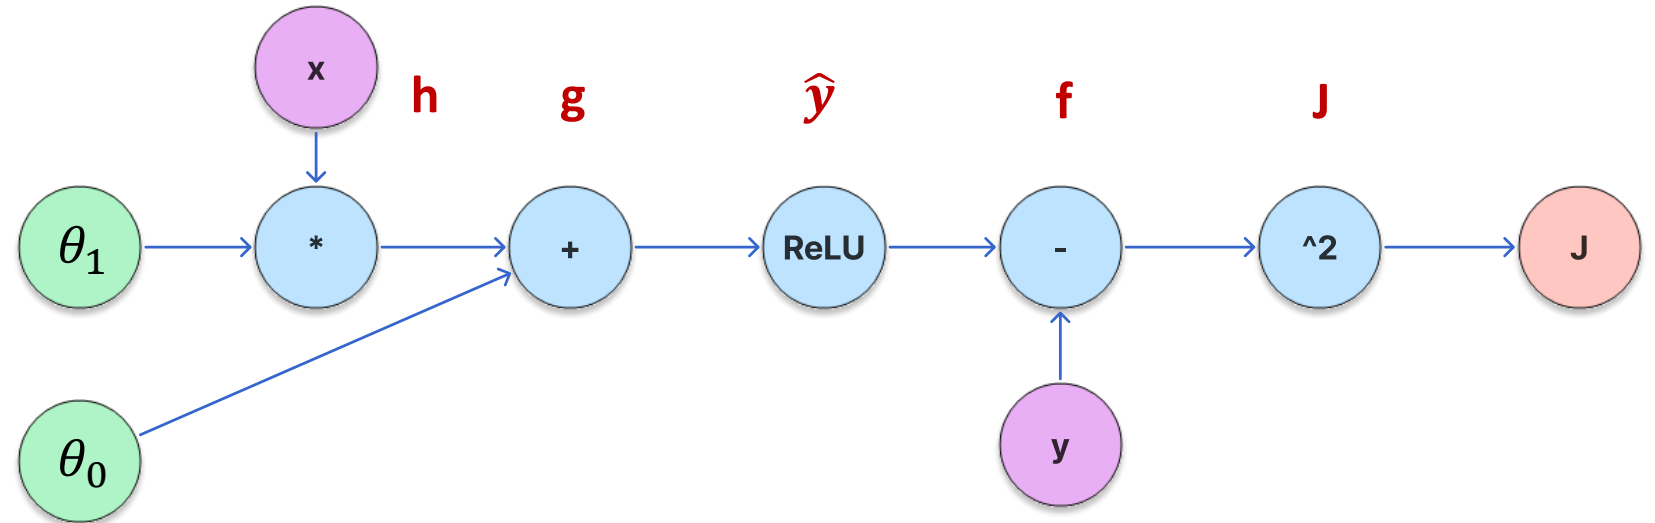 x
h g ŷ f J
θ₁ * + ReLU - ^2 J
θ₀ y